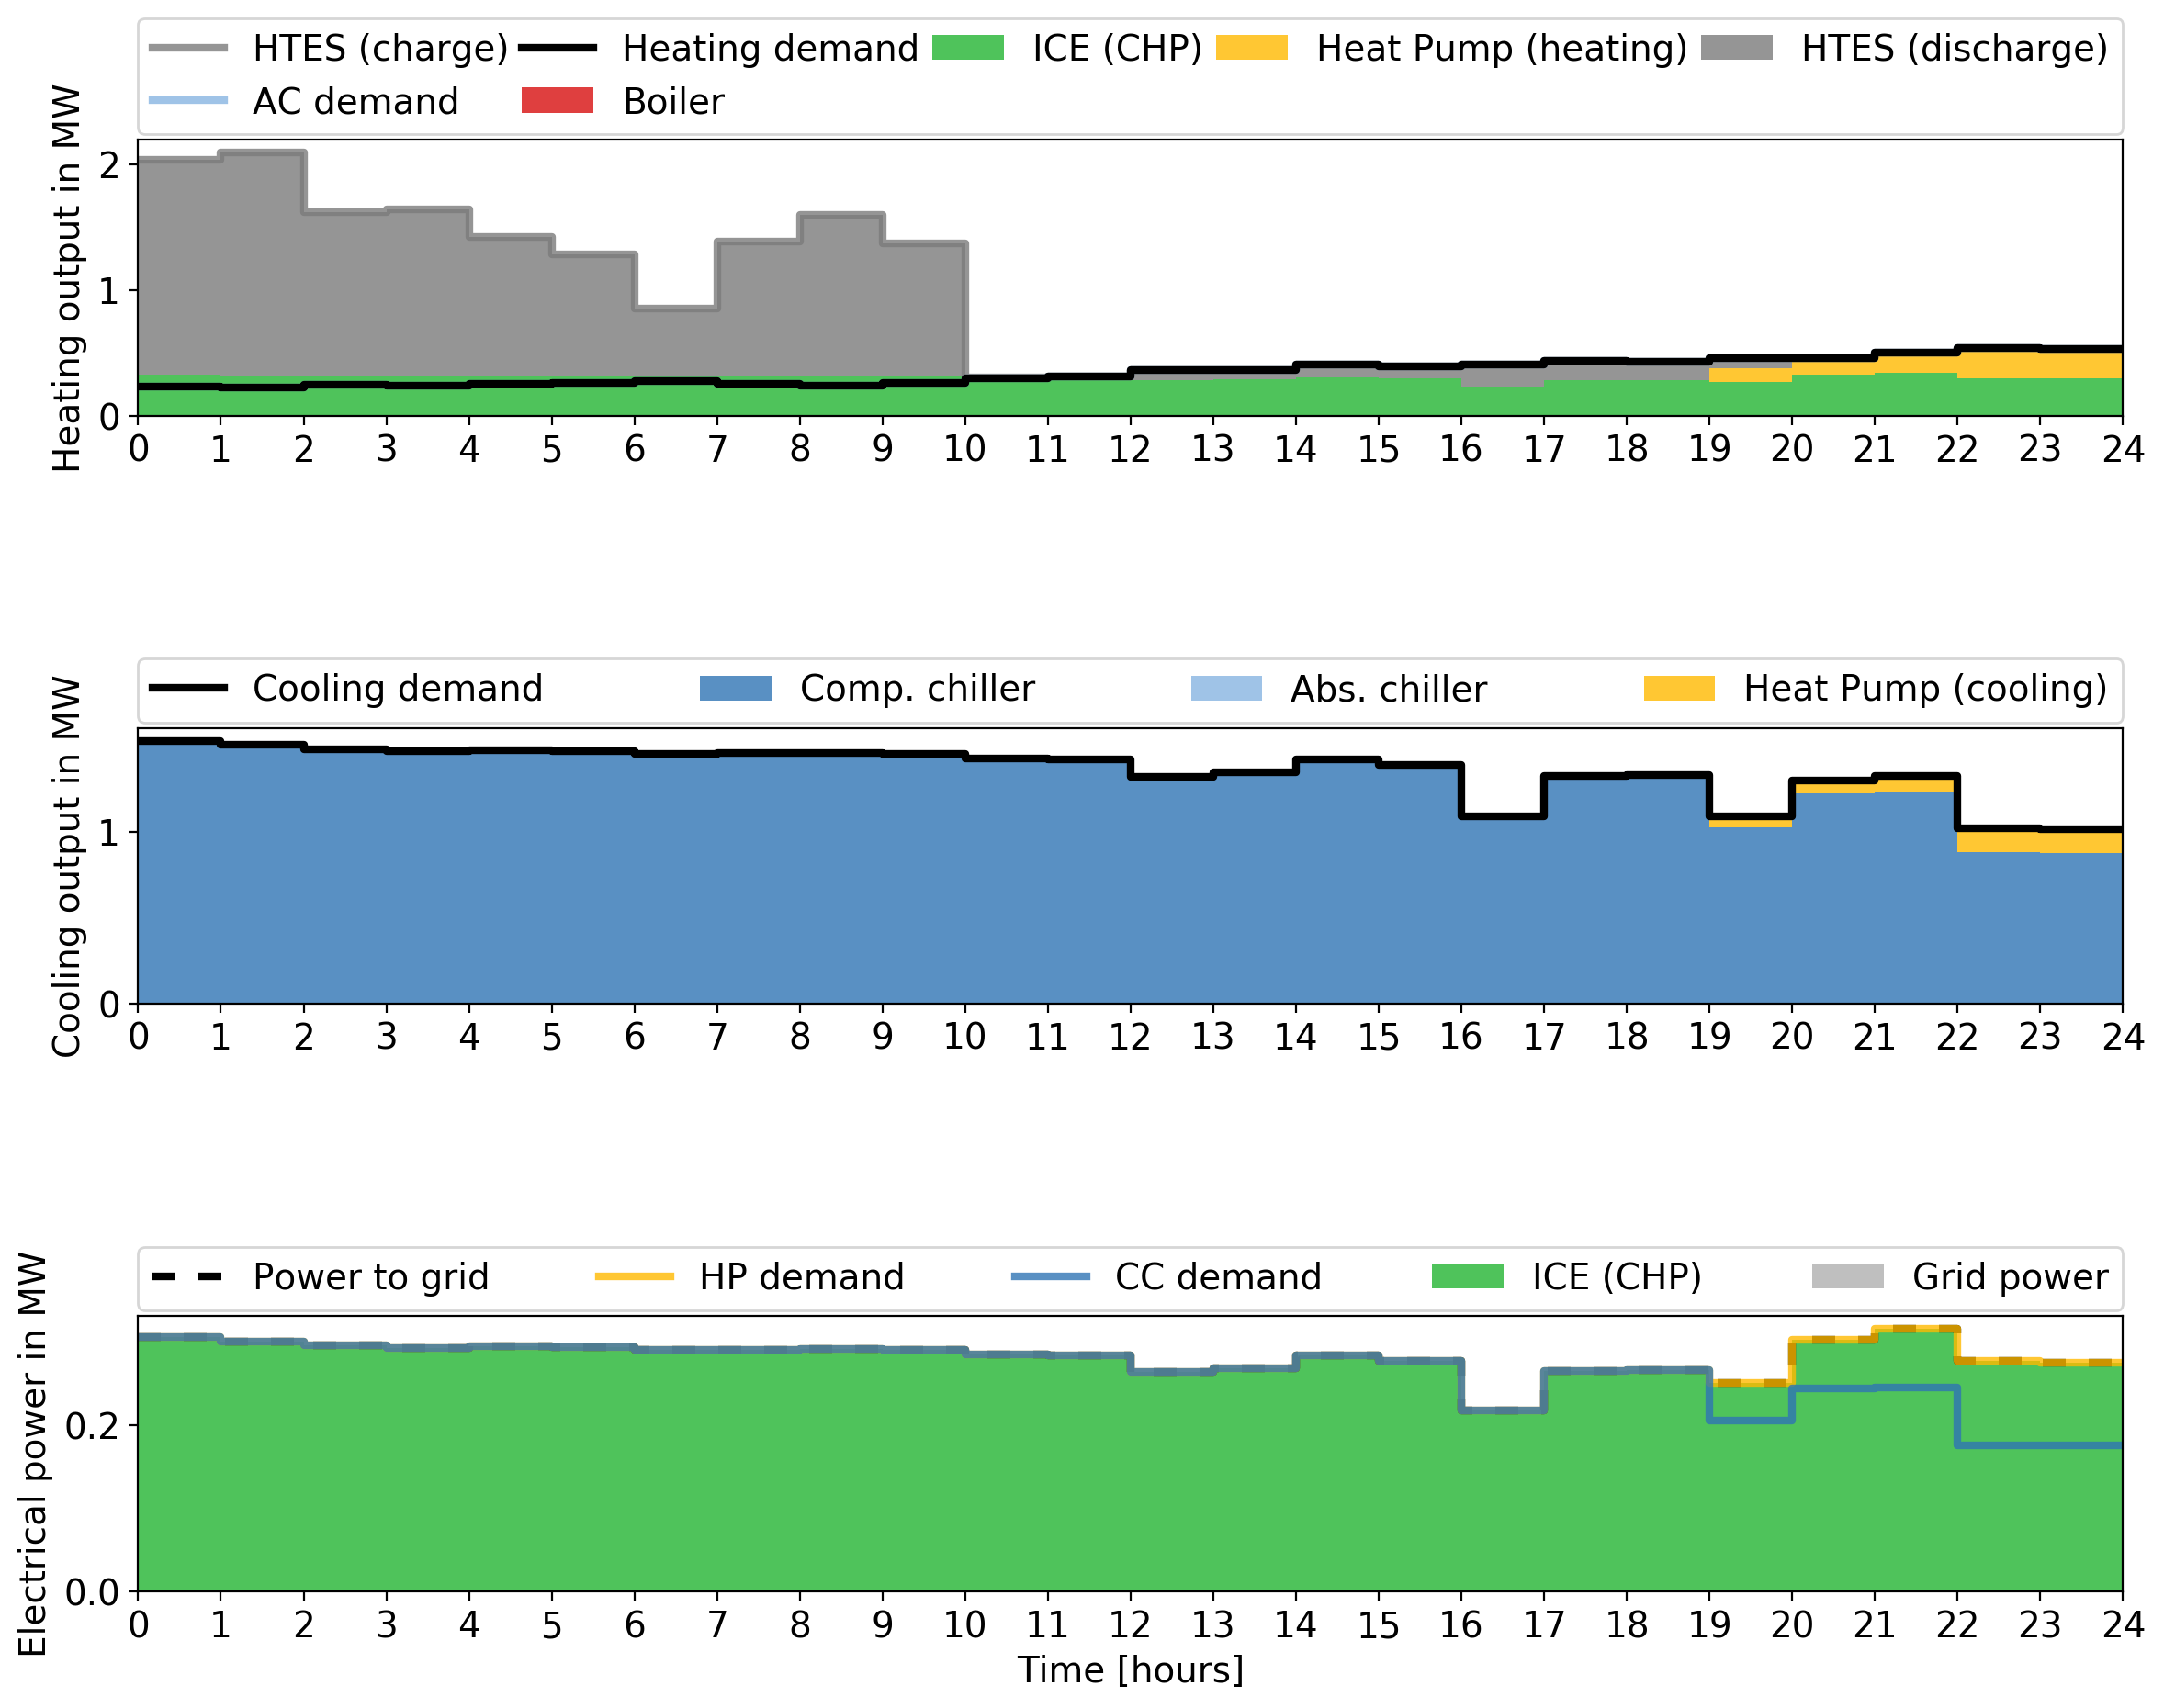 HTES (charge) Heating demand ICE (CHP) Heat Pump (heating) HTES (discharge)
AC demand Boiler
Heating output in MW
2
1
0
0 1 2 3 4 5 6 7 8 9 10 11 12 13 14 15 16 17 18 19 20 21 22 23 24
Cooling demand Comp. chiller Abs. chiller Heat Pump (cooling)
Cooling output in MW
1
0
0 1 2 3 4 5 6 7 8 9 10 11 12 13 14 15 16 17 18 19 20 21 22 23 24
Power to grid HP demand CC demand ICE (CHP) Grid power
Electrical power in MW
0.2
0.0
0 1 2 3 4 5 6 7 8 9 10 11 12 13 14 15 16 17 18 19 20 21 22 23 24
Time [hours]